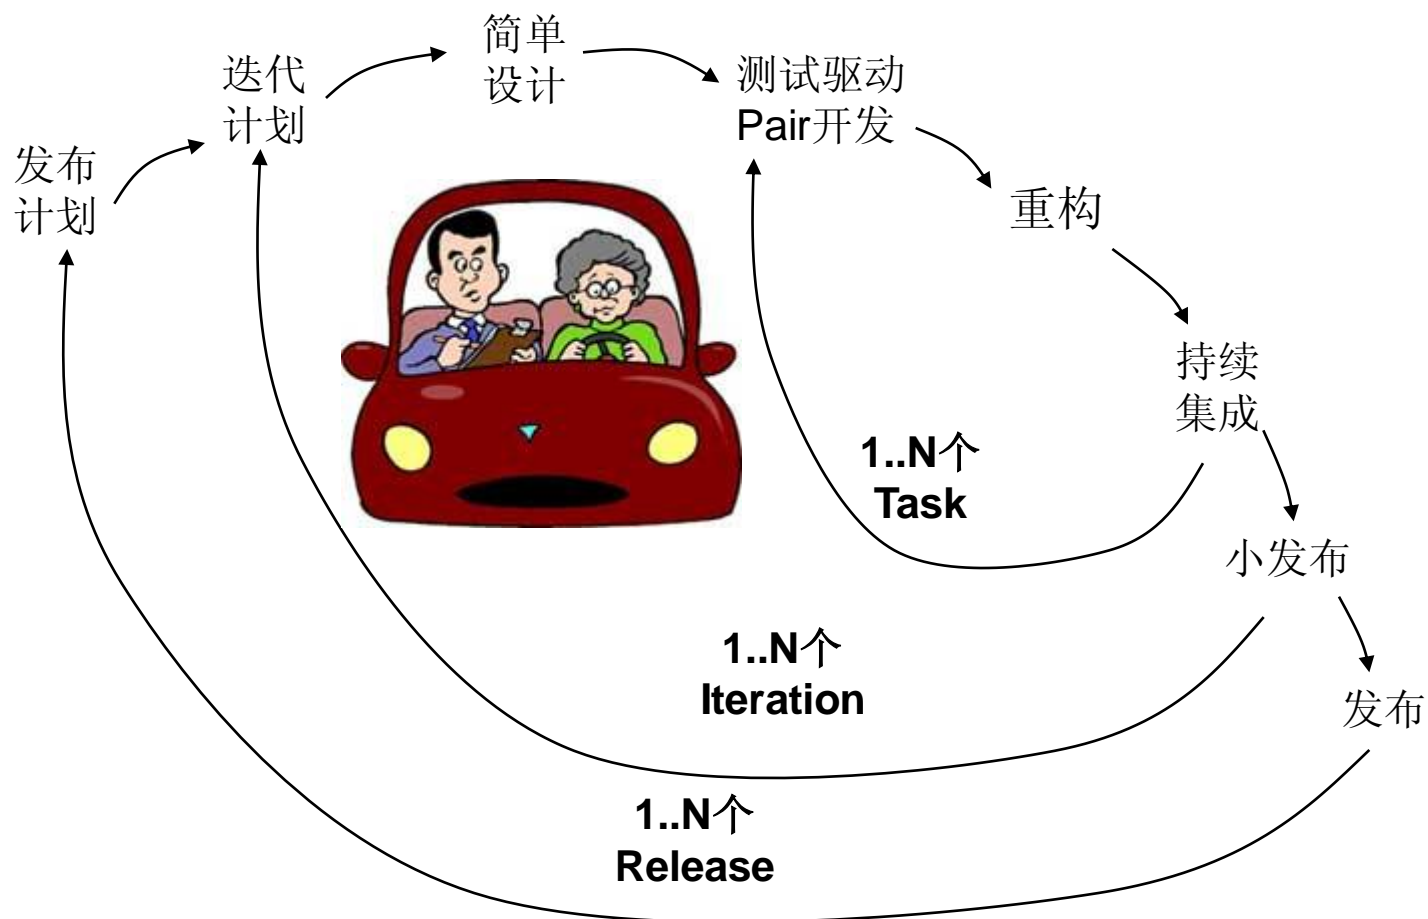 发布
计划
迭代
计划
简单
设计
测试驱动
Pair开发
重构
持续
集成
小发布
发布
1..N个
Task
1..N个
Iteration
1..N个
Release